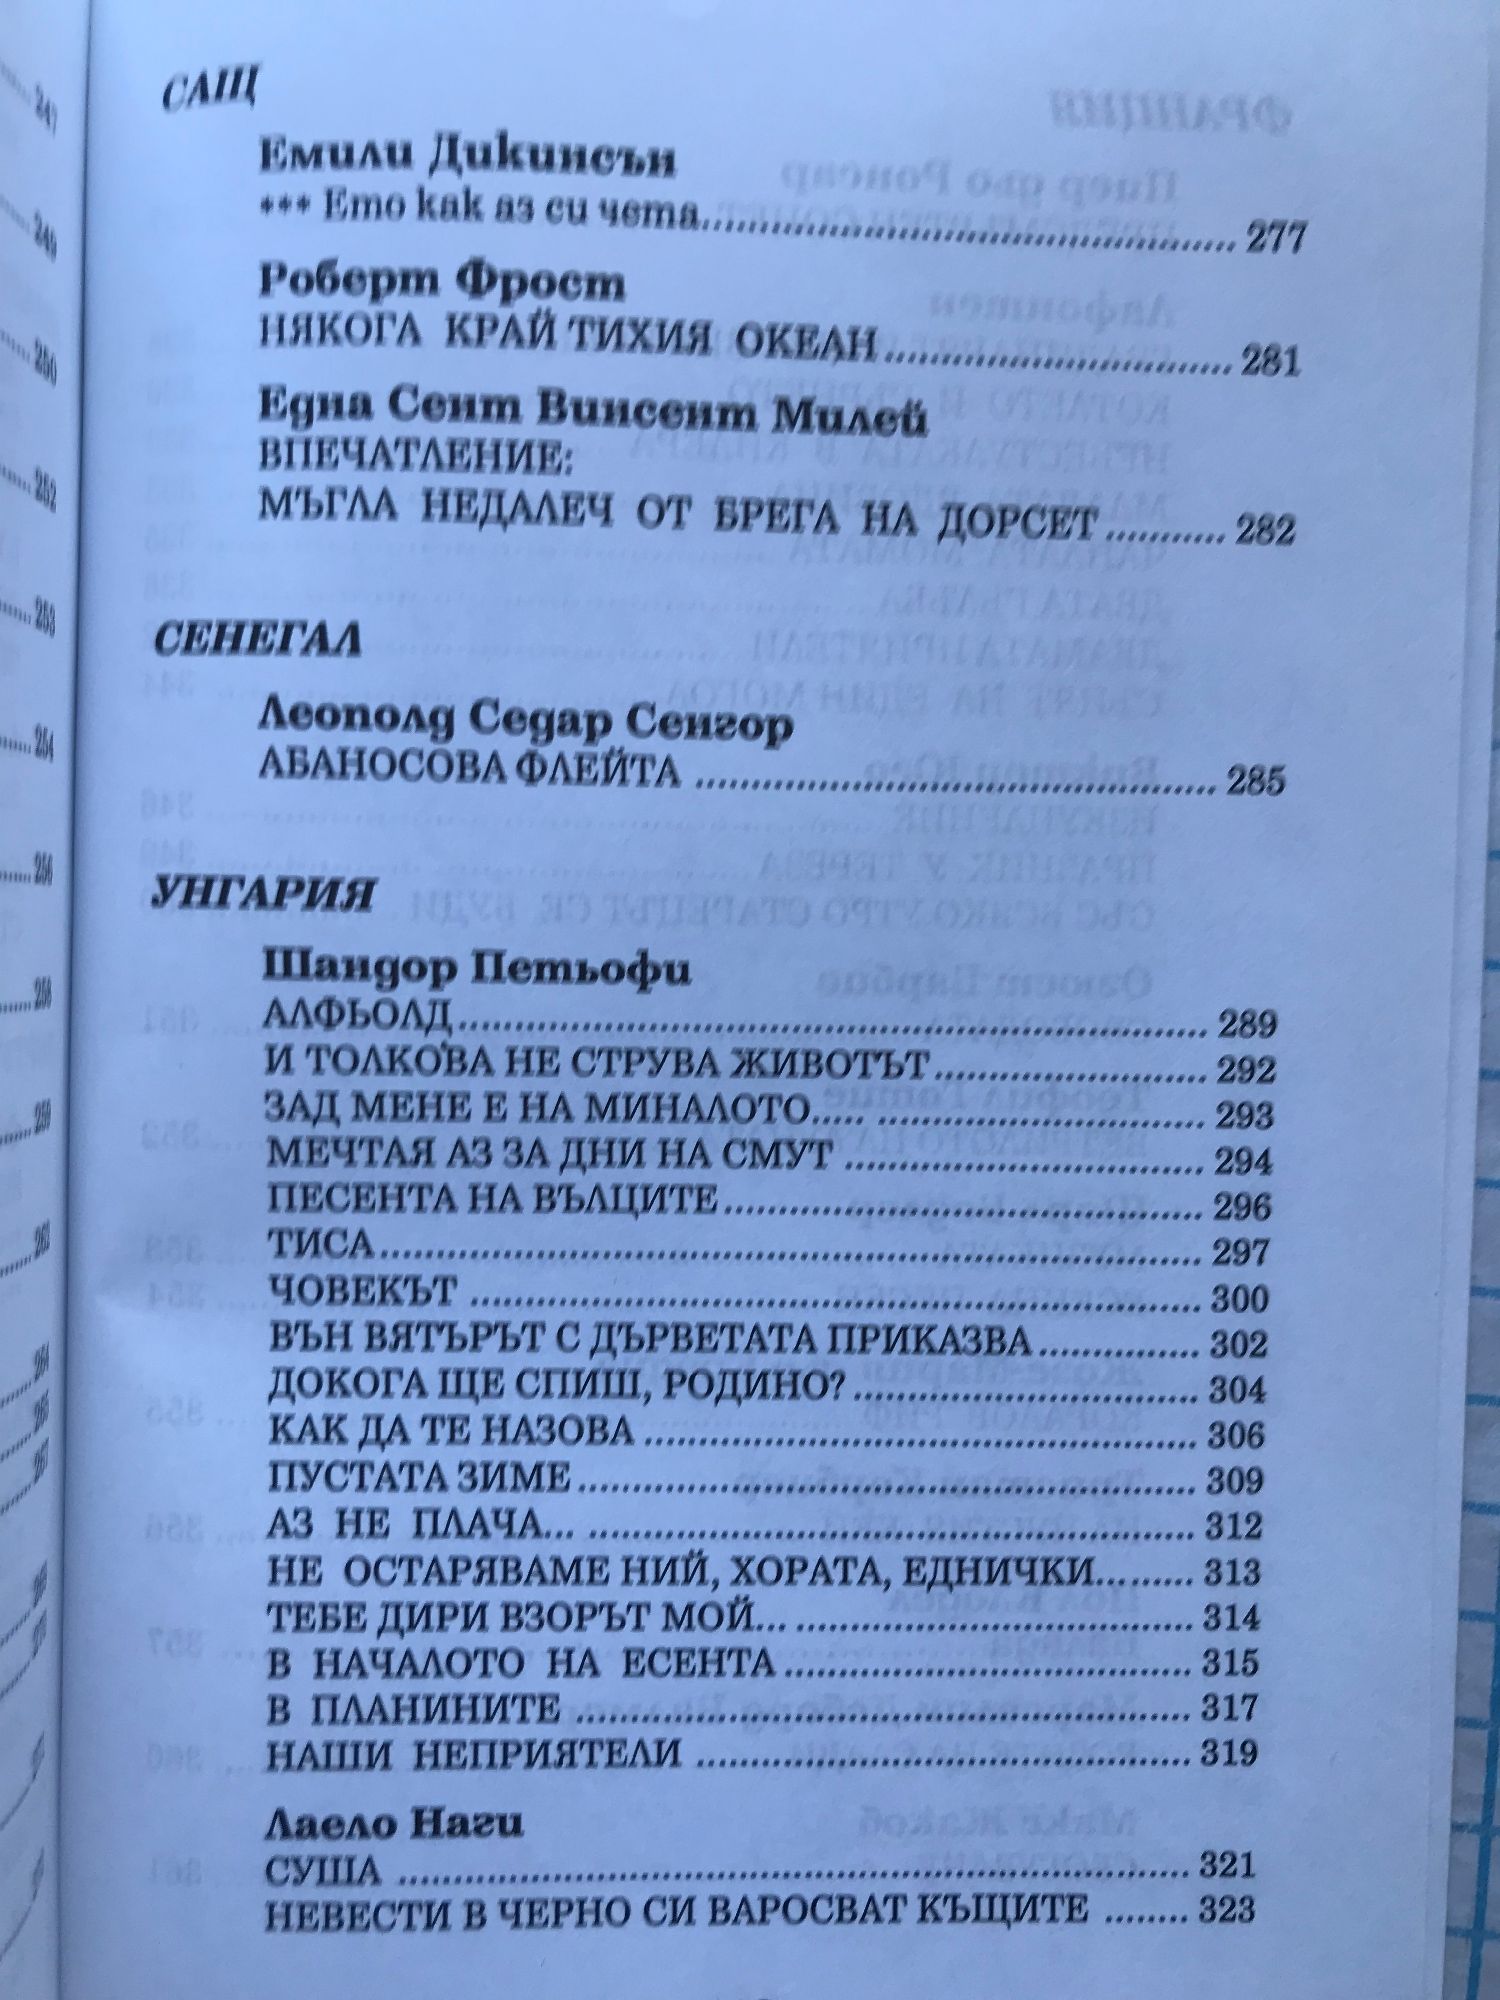 САЩ
Емили Дикинсън
*** Ето как аз си чета........ 277
Роберт Фрост
НЯКОГА КРАЙ ТИХИЯ ОКЕАН........ 281
Една Сент Винсент Милей
ВПЕЧАТЛЕНИЕ:
МЪГЛА НЕДАЛЕЧ ОТ БРЕГА НА ДОРСЕТ........... 282
СЕНЕГАЛ
Леополд Седар Сенгор
АБАНОСОВА ФЛЕЙТА ........ 285
УНГАРИЯ
Шандор Петьофи
АЛФЬОЛД........ 289
И ТОЛКОВА НЕ СТРУВА ЖИВОТЪТ........ 292
ЗАД МЕНЕ Е НА МИНАЛОТО..... ........ 293
МЕЧТАЯ АЗ ЗА ДНИ НА СМУТ ........ 294
ПЕСЕНТА НА ВЪЛЦИТЕ........ 296
ТИСА........ 297
ЧОВЕКЪТ ........ 300
ВЪН ВЯТЪРЪТ С ДЪРВЕТАТА ПРИКАЗВА........ 302
ДОКОГА ЩЕ СПИШ, РОДИНО?........ 304
КАК ДА ТЕ НАЗОВА ........ 306
ПУСТАТА ЗИМЕ ........ 309
АЗ НЕ ПЛАЧА... ........ 312
НЕ ОСТАРЯВАМЕ НИЙ, ХОРАТА, ЕДНИЧКИ......... 313
ТЕБЕ ДИРИ ВЗОРЪТ МОЙ... ........ 314
В НАЧАЛОТО НА ЕСЕНТА ........ 315
В ПЛАНИНИТЕ ........ 317
НАШИ НЕПРИЯТЕЛИ ........ 319
Лаело Наги
СУША ........ 321
НЕВЕСТИ В ЧЕРНО СИ ВАРОСВАТ КЪЩИТЕ ........ 323